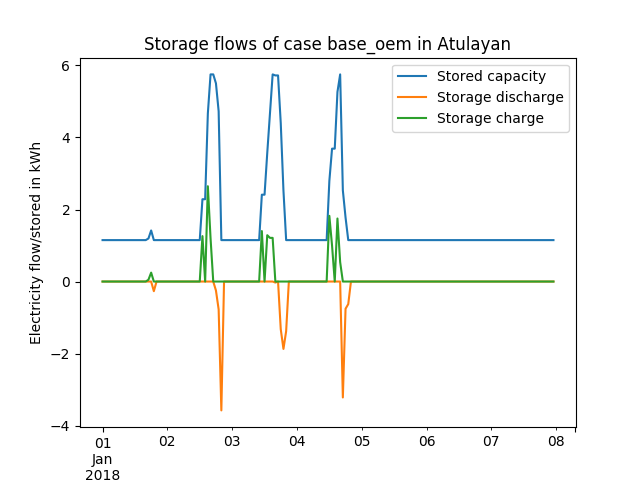 Storage flows of case base_oem in Atulayan
Stored capacity
Storage discharge
Storage charge
Electricity flow/stored in kWh
6
4
2
0
−2
−4
01 02 03 04 05 06 07 08
Jan
2018